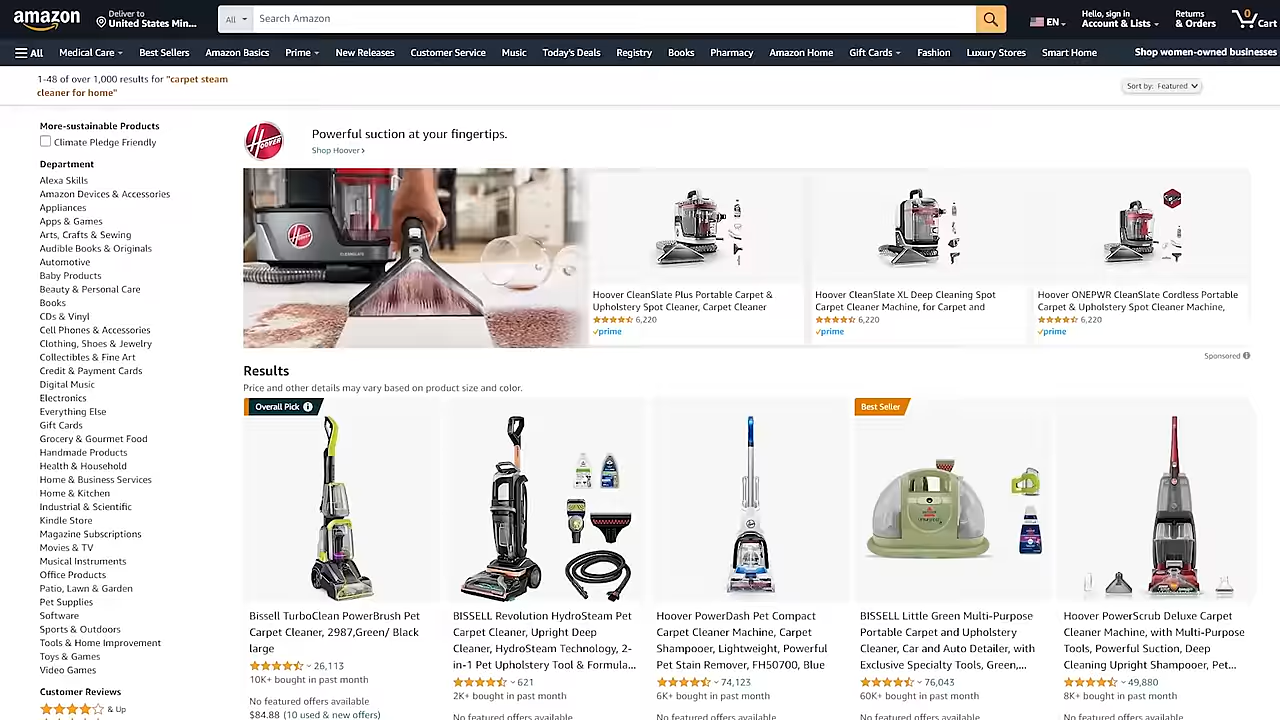 amazon
Deliver to
United States Min...
All
Search Amazon
EN
Hello, sign in
Account & Lists
Returns
& Orders
0
Cart
All
Medical Care
Best Sellers
Amazon Basics
Prime
New Releases
Customer Service
Music
Today's Deals
Registry
Books
Pharmacy
Amazon Home
Gift Cards
Fashion
Luxury Stores
Smart Home
Shop women-owned businesses
1-48 of over 1,000 results for "carpet steam
cleaner for home"
Sort by: Featured
More-sustainable Products
Climate Pledge Friendly
Department
Alexa Skills
Amazon Devices & Accessories
Appliances
Apps & Games
Arts, Crafts & Sewing
Audible Books & Originals
Automotive
Baby Products
Beauty & Personal Care
Books
CDs & Vinyl
Cell Phones & Accessories
Clothing, Shoes & Jewelry
Collectibles & Fine Art
Credit & Payment Cards
Digital Music
Electronics
Everything Else
Gift Cards
Grocery & Gourmet Food
Handmade Products
Health & Household
Home & Business Services
Home & Kitchen
Industrial & Scientific
Kindle Store
Magazine Subscriptions
Movies & TV
Musical Instruments
Office Products
Patio, Lawn & Garden
Pet Supplies
Software
Sports & Outdoors
Tools & Home Improvement
Toys & Games
Video Games
Customer Reviews
& Up
HOOVER
Powerful suction at your fingertips.
Shop Hoover
HOOVER
CLEANSLATE
Hoover CleanSlate Plus Portable Carpet &
Upholstery Spot Cleaner, Carpet Cleaner
6,220
prime
Hoover CleanSlate XL Deep Cleaning Spot
Carpet Cleaner Machine, for Carpet and
6,220
prime
Hoover ONEPWR CleanSlate Cordless Portable
Carpet & Upholstery Spot Cleaner Machine,
6,220
prime
Sponsored
Results
Price and other details may vary based on product size and color.
Overall Pick
Bissell TurboClean PowerBrush Pet
Carpet Cleaner, 2987,Green/ Black
large
26,113
10K+ bought in past month
No featured offers available
$84.88 (10 used & new offers)
BISSELL Revolution HydroSteam Pet
Carpet Cleaner, Upright Deep
Cleaner, HydroSteam Technology, 2-
in-1 Pet Upholstery Tool & Formula...
621
2K+ bought in past month
No featured offers available
Hoover PowerDash Pet Compact
Carpet Cleaner Machine, Carpet
Shampooer, Lightweight, Powerful
Pet Stain Remover, FH50700, Blue
74,123
6K+ bought in past month
No featured offers available
Best Seller
BISSELL Little Green Multi-Purpose
Portable Carpet and Upholstery
Cleaner, Car and Auto Detailer, with
Exclusive Specialty Tools, Green,...
76,043
60K+ bought in past month
No featured offers available
Hoover PowerScrub Deluxe Carpet
Cleaner Machine, with Multi-Purpose
Tools, Powerful Suction, Deep
Cleaning Upright Shampooer, Pet...
49,880
8K+ bought in past month
No featured offers available